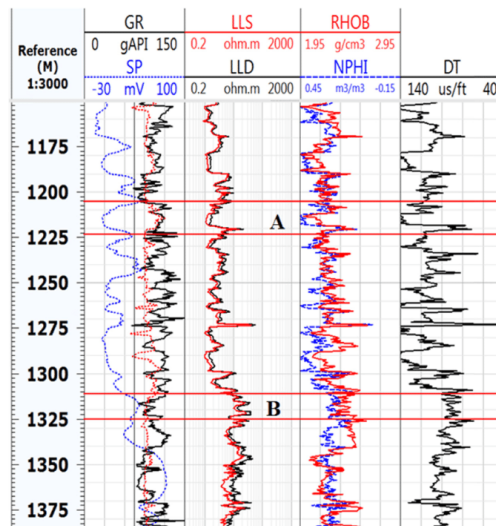 Reference
(M)
1:3000
GR
0 gAPI 150
SP
-30 mV 100
LLS
0.2 ohm.m 2000
LLD
0.2 ohm.m 2000
RHOB
1.95 g/cm3 2.95
NPHI
0.45 m3/m3 -0.15
DT
140 us/ft 40
1175
1200
A
1225
1250
1275
1300
B
1325
1350
1375